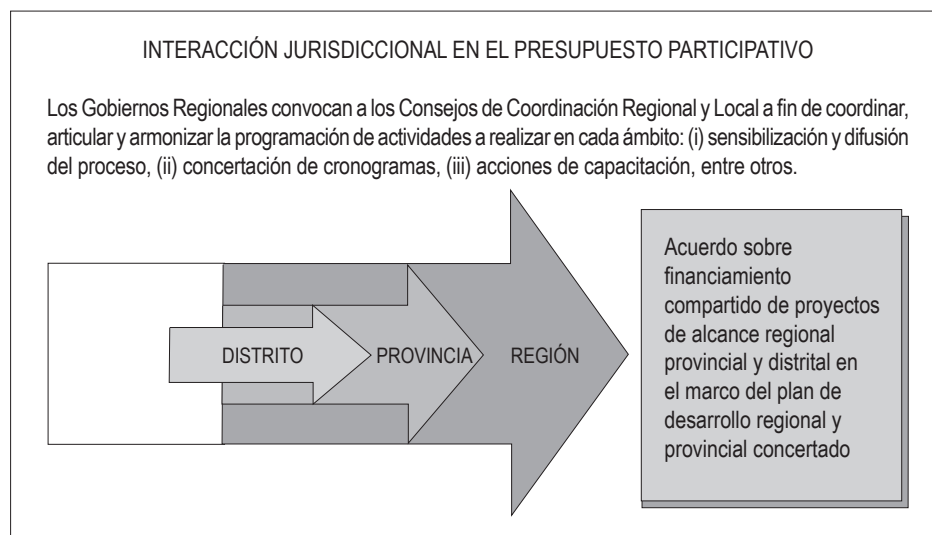 INTERACCIÓN JURISDICCIONAL EN EL PRESUPUESTO PARTICIPATIVO
Los Gobiernos Regionales convocan a los Consejos de Coordinación Regional y Local a fin de coordinar,
articular y armonizar la programación de actividades a realizar en cada ámbito: (i) sensibilización y difusión
del proceso, (ii) concertación de cronogramas, (iii) acciones de capacitación, entre otros.
DISTRITO
PROVINCIA
REGIÓN
Acuerdo sobre
financiamiento
compartido de proyectos
de alcance regional
provincial y distrital en
el marco del plan de
desarrollo regional y
provincial concertado